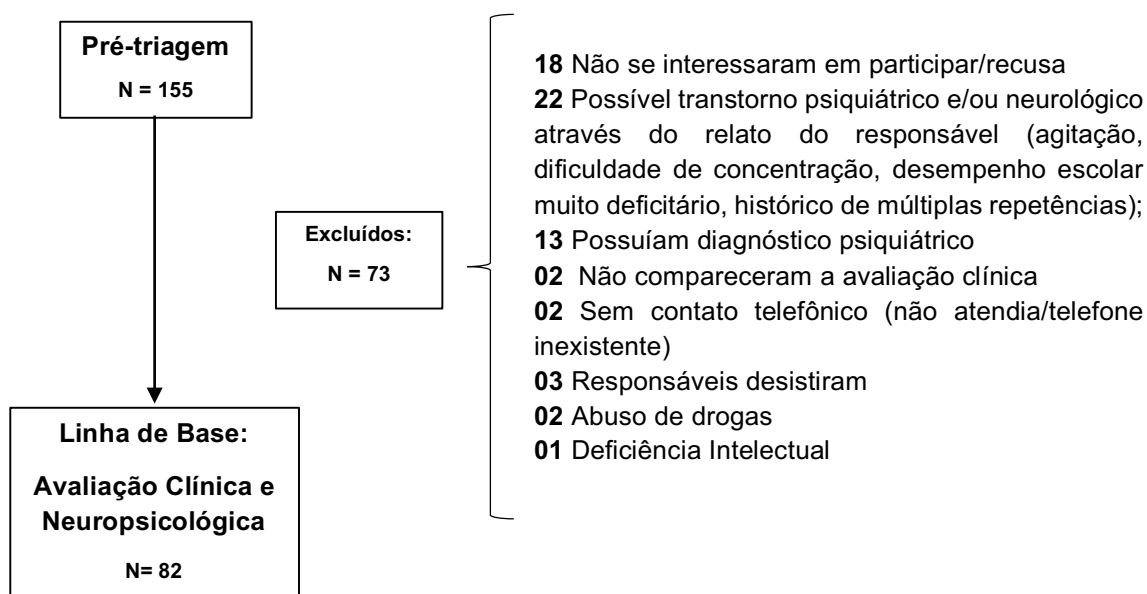 Pré-triagem
N = 155
18 Não se interessaram em participar/recusa
22 Possível transtorno psiquiátrico e/ou neurológico
através do relato do responsável (agitação,
dificuldade de concentração, desempenho escolar
muito deficitário, histórico de múltiplas repetências);
13 Possuíam diagnóstico psiquiátrico
02 Não compareceram a avaliação clínica
02 Sem contato telefônico (não atendia/telefone
inexistente)
03 Responsáveis desistiram
02 Abuso de drogas
01 Deficiência Intelectual
Excluídos:
N = 73
Linha de Base:
Avaliação Clínica e
Neuropsicológica
N= 82